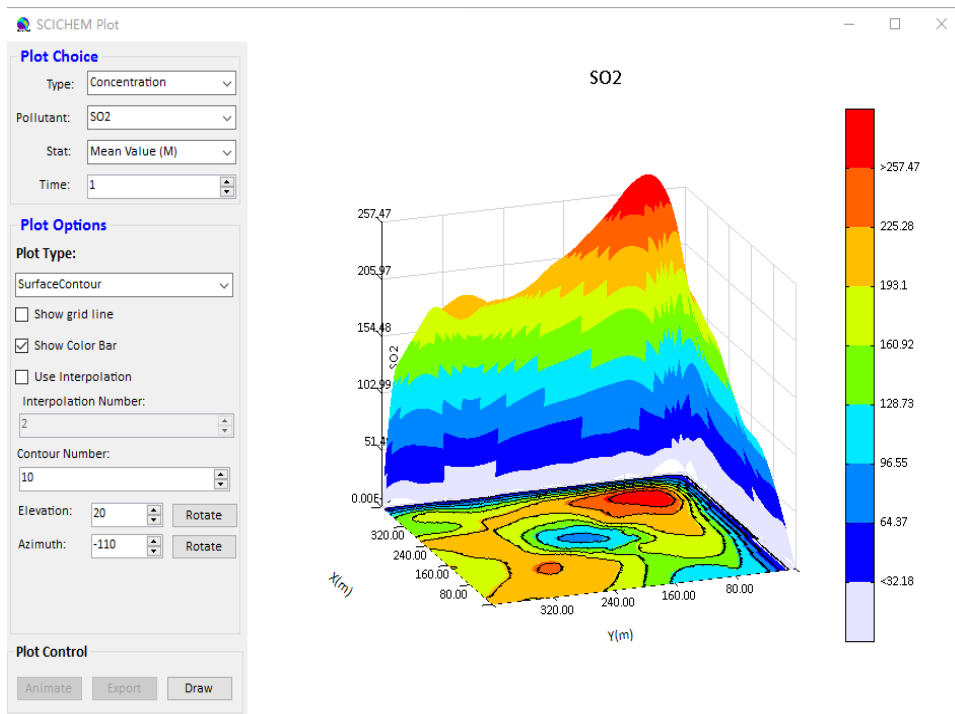 SCICHEM Plot
Plot Choice
Type: Concentration
Pollutant: SO2
Stat: Mean Value (M)
Time: 1
Plot Options
Plot Type:
SurfaceContour
Show grid line
Show Color Bar
Use Interpolation
Interpolation Number:
2
Contour Number:
10
Elevation: 20 Rotate
Azimuth: -110 Rotate
Plot Control
Animate Export Draw
SO2
257.47
205.97
154.48
102.99
51.4
0.00E
SO2
320.00
240.00
160.00
80.00
X(m)
320.00
240.00
160.00
80.00
Y(m)
>257.47
225.28
193.1
160.92
128.73
96.55
64.37
<32.18